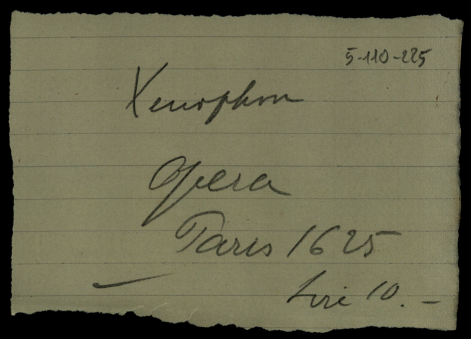 5-110-225
Xenophon
Opera
Paris 1625
Lire 10.-